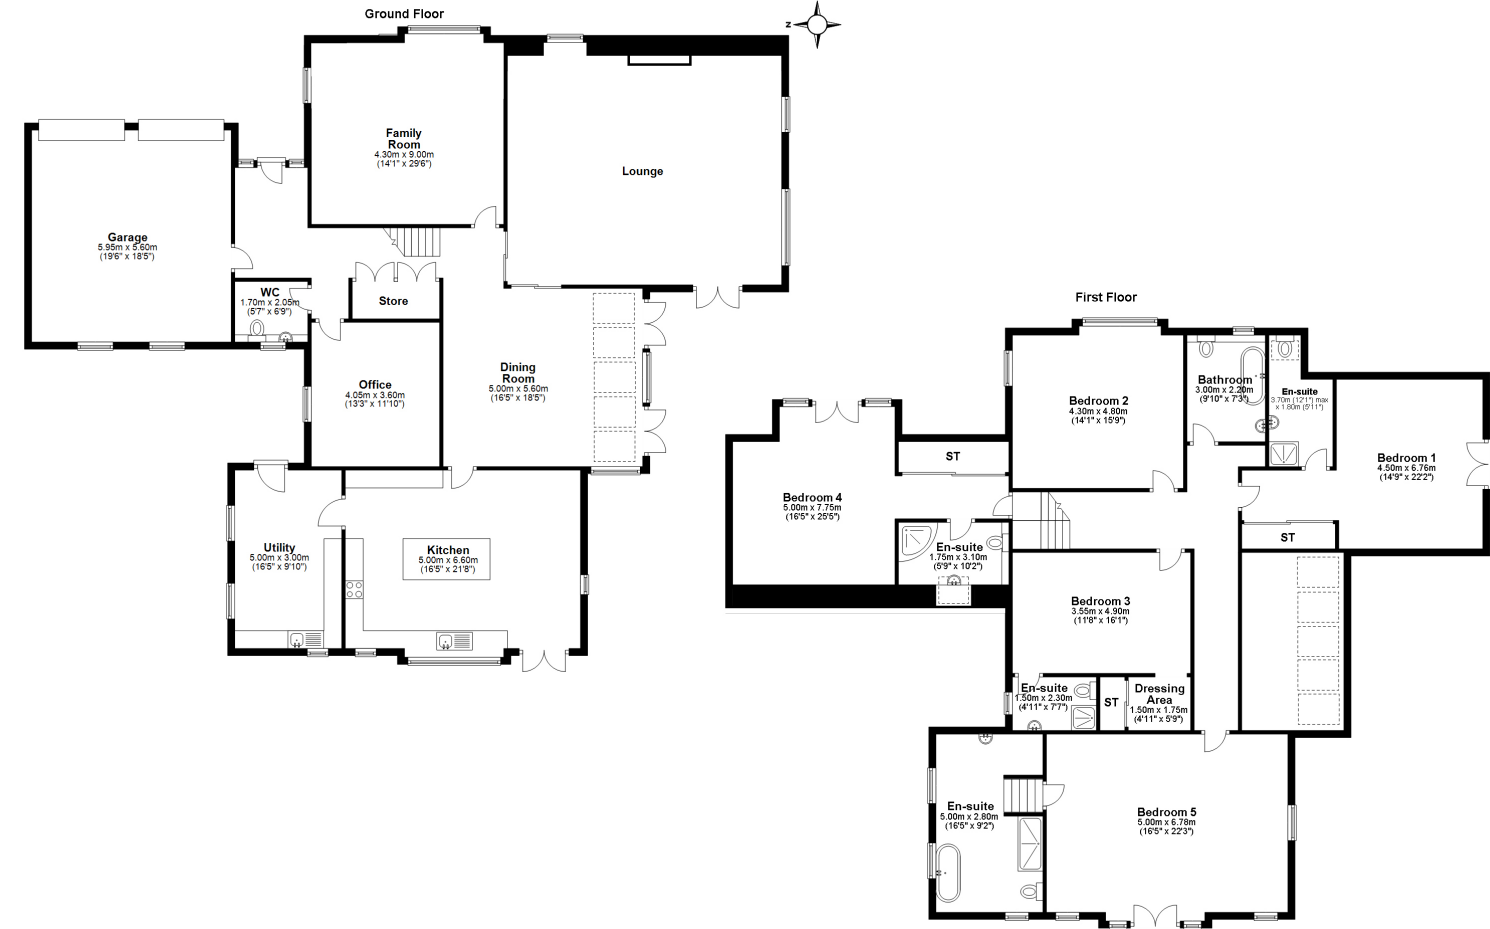 Ground Floor
z
Family
Room
4.30m x 9.00m
(14'1" x 29'6")
Lounge
Garage
5.95m x 5.60m
(19'6" x 18'5")
WC
1.70m x 2.05m
(5'7" x 6'9")
Store
Office
4.05m x 3.60m
(13'3" x 11'10")
Dining
Room
5.00m x 5.60m
(16'5" x 18'5")
Utility
5.00m x 3.00m
(16'5" x 9'10")
Kitchen
5.00m x 6.60m
(16'5" x 21'8")
First Floor
Bedroom 2
4.30m x 4.80m
(14'1" x 15'9")
Bathroom
3.00m x 2.20m
(9'10" x 7'3")
En-suite
3.70m (12'1") max
x 1.80m (5'11")
Bedroom 1
4.50m x 6.76m
(14'9" x 22'2")
ST
Bedroom 4
5.00m x 7.75m
(16'5" x 25'5")
ST
En-suite
1.75m x 3.10m
(5'9" x 10'2")
Bedroom 3
3.55m x 4.90m
(11'8" x 16'1")
En-suite
1.50m x 2.30m
(4'11" x 7'7")
ST
Dressing
Area
1.50m x 1.75m
(4'11" x 5'9")
En-suite
5.00m x 2.80m
(16'5" x 9'2")
Bedroom 5
5.00m x 6.78m
(16'5" x 22'3")